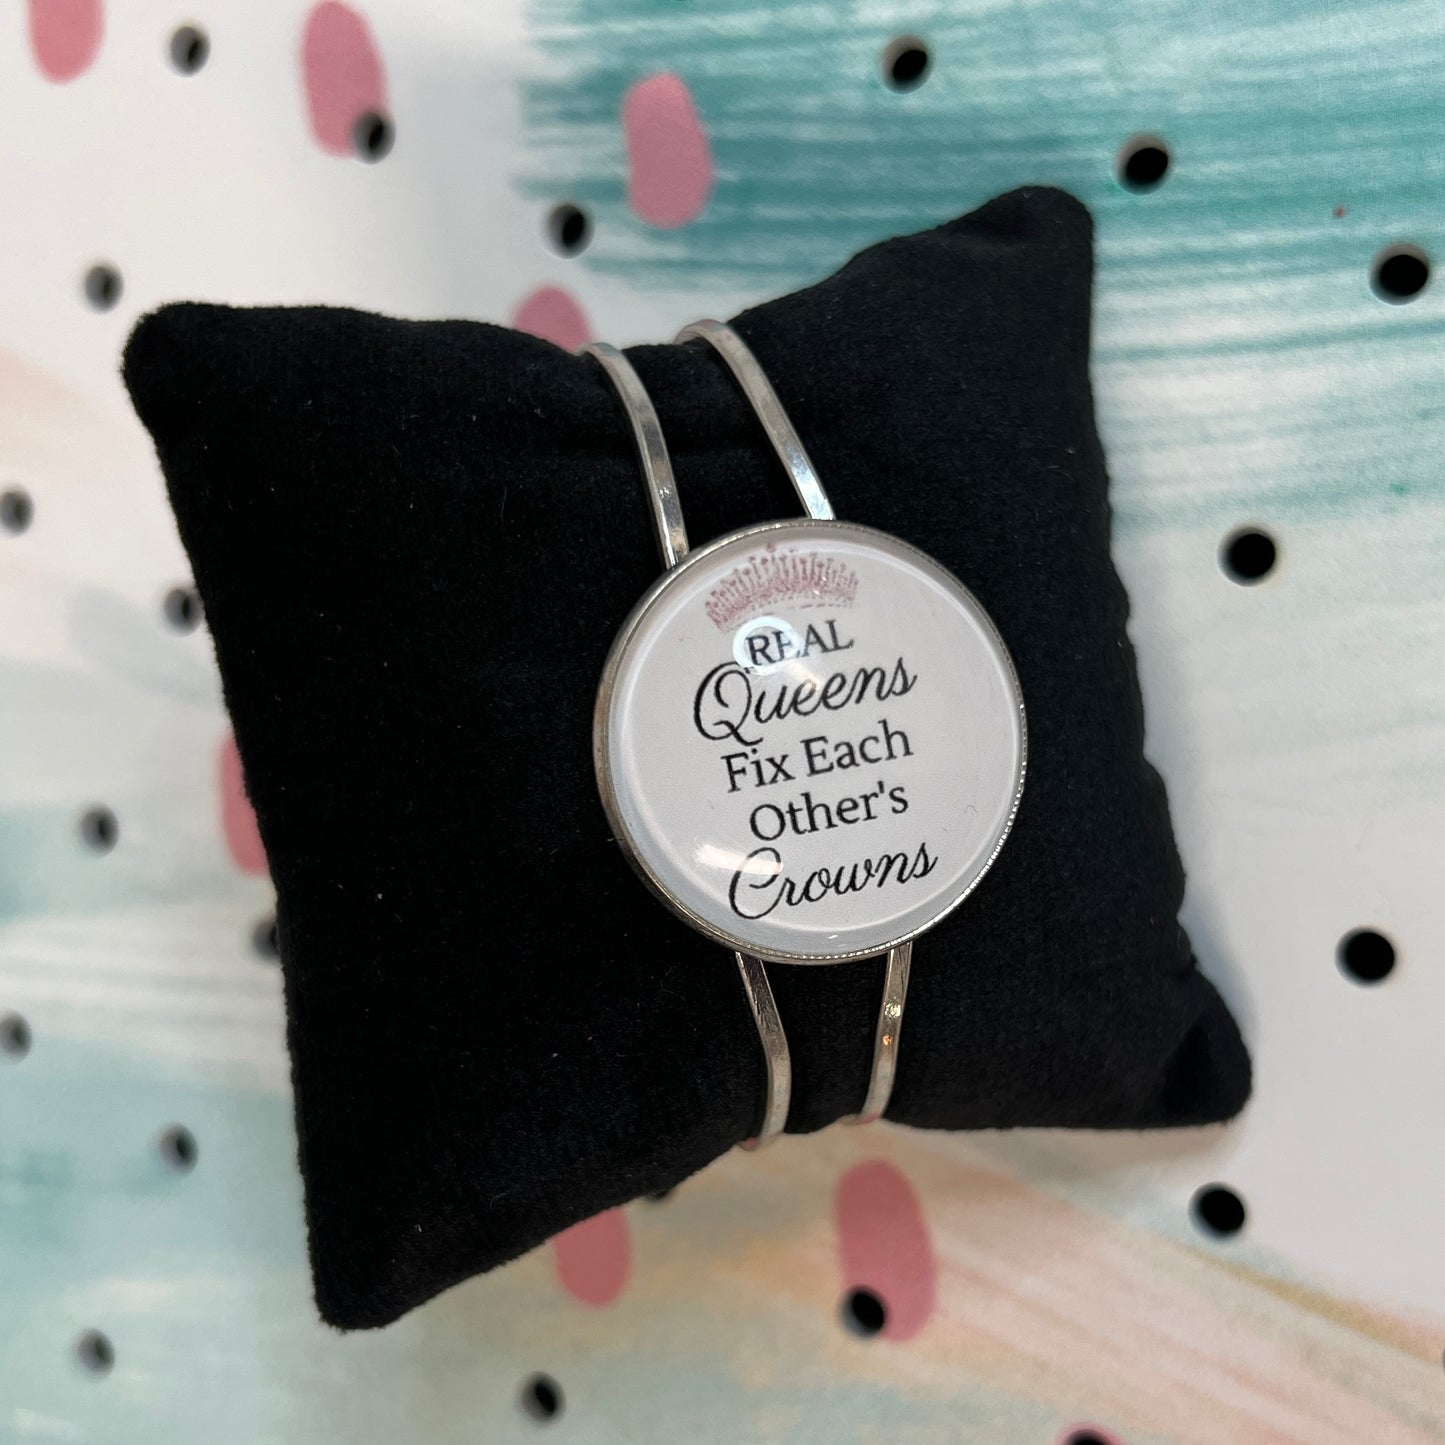 REAL
Queens
Fix Each
Other's
Crowns